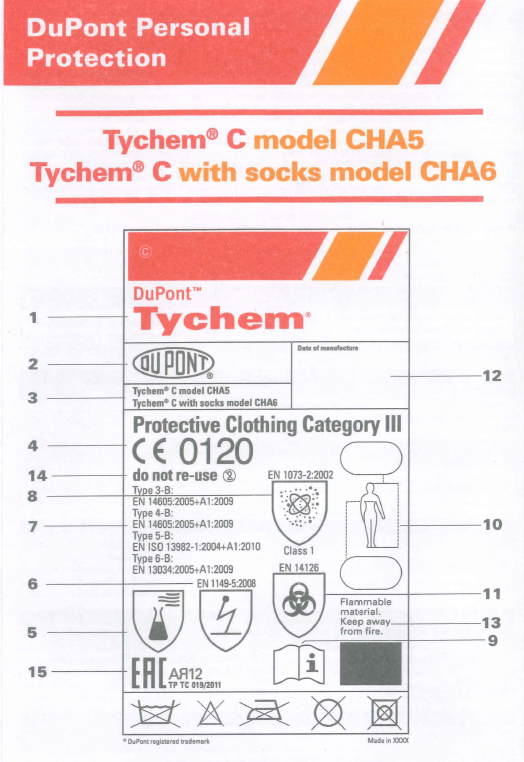 DuPont Personal
Protection
Tychem® C model CHA5
Tychem® C with socks model CHA6
©
DuPont™
1
Tychem®
2
DU PONT®
Date of manufacture
12
3
Tychem® C model CHA5
Tychem® C with socks model CHA6
Protective Clothing Category III
4
CE 0120
14
do not re-use 2
EN 1073-2:2002
8
Type 3-B:
EN 14605:2005+A1:2009
Type 4-B:
7
EN 14605:2005+A1:2009
10
Type 5-B:
EN ISO 13982-1:2004+A1:2010
Class 1
Type 6-B:
EN 13034:2005+A1:2009
EN 14126
6
EN 1149-5:2008
11
Flammable
material.
Keep away
from fire.
13
5
9
i
15
EAC
АЯ12
TP TC 019/2011
® DuPont registered trademark
Made in XXXX